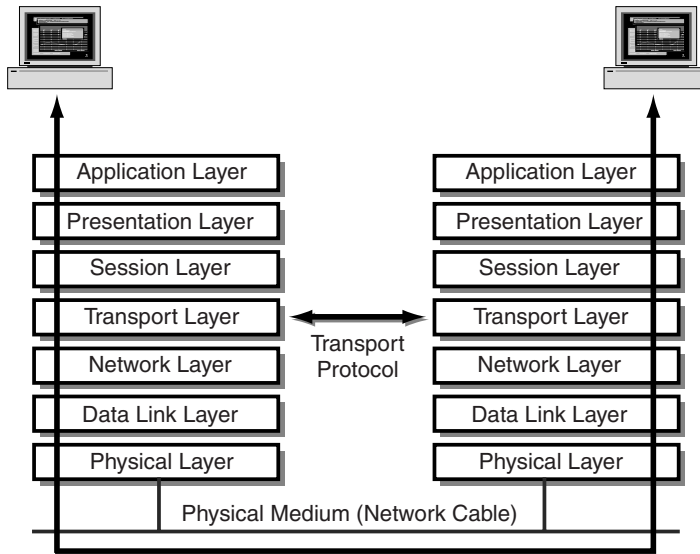 Application Layer
Application Layer
Presentation Layer
Presentation Layer
Session Layer
Session Layer
Transport Layer
Transport Layer
Transport
Protocol
Network Layer
Network Layer
Data Link Layer
Data Link Layer
Physical Layer
Physical Layer
Physical Medium (Network Cable)